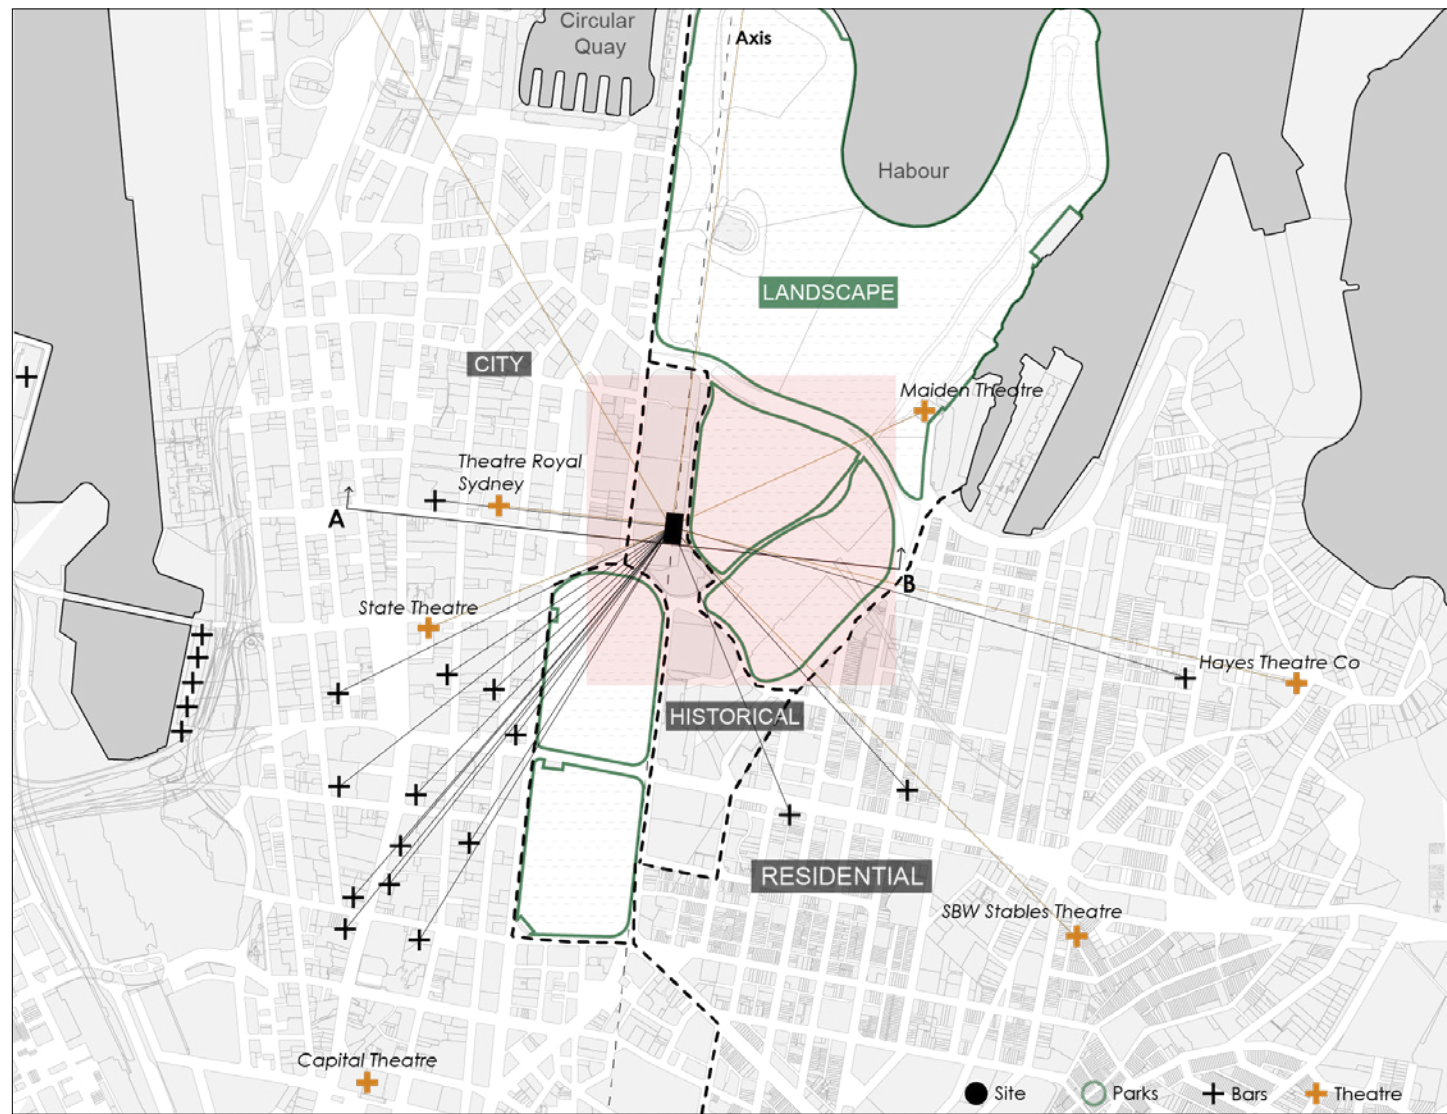 Circular
Quay
Axis
Habour
LANDSCAPE
CITY
Maiden Theatre
Theatre Royal
Sydney
A
B
State Theatre
Hayes Theatre Co
HISTORICAL
RESIDENTIAL
SBW Stables Theatre
Capital Theatre
Site
Parks
Bars
Theatre